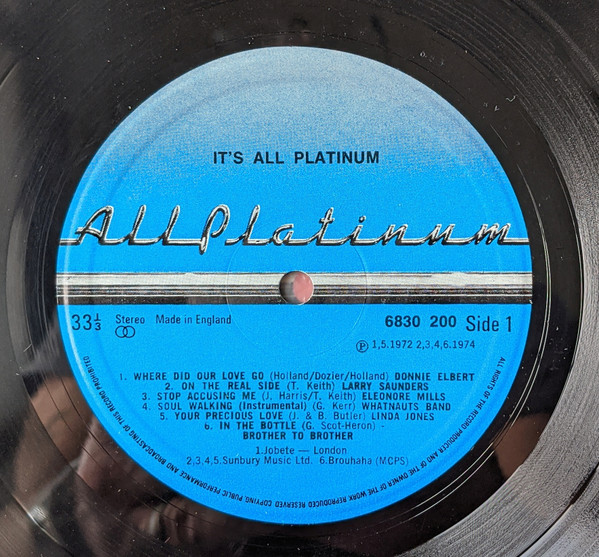 IT'S ALL PLATINUM
All Platinum
33⅓ Stereo Made in England 6830 200 Side 1
Ⓟ 1,5.1972 2,3,4,6.1974
1. WHERE DID OUR LOVE GO (Holland/Dozier/Holland) DONNIE ELBERT
2. ON THE REAL SIDE (T. Keith) LARRY SAUNDERS
3. STOP ACCUSING ME (J. Harris/T. Keith) ELEONORE MILLS
4. SOUL WALKING (Instrumental) (G. Kerr) WHATNAUTS BAND
5. YOUR PRECIOUS LOVE (J. & B. Butler) LINDA JONES
6. IN THE BOTTLE (G. Scot-Heron) -
BROTHER TO BROTHER
1.Jobete — London
2,3,4,5.Sunbury Music Ltd. 6.Brouhaha (MCPS)
ALL RIGHTS OF THE RECORD PRODUCER AND OF THE OWNER OF THE WORK REPRODUCED RESERVED COPYING, PUBLIC PERFORMANCE AND BROADCASTING OF THIS RECORD PROHIBITED